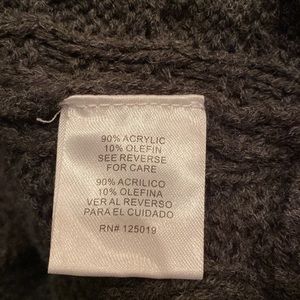 90% ACRYLIC
10% OLEFIN
SEE REVERSE
FOR CARE
90% ACRILICO
10% OLEFINA
VER AL REVERSO
PARA EL CUIDADO
RN# 125019